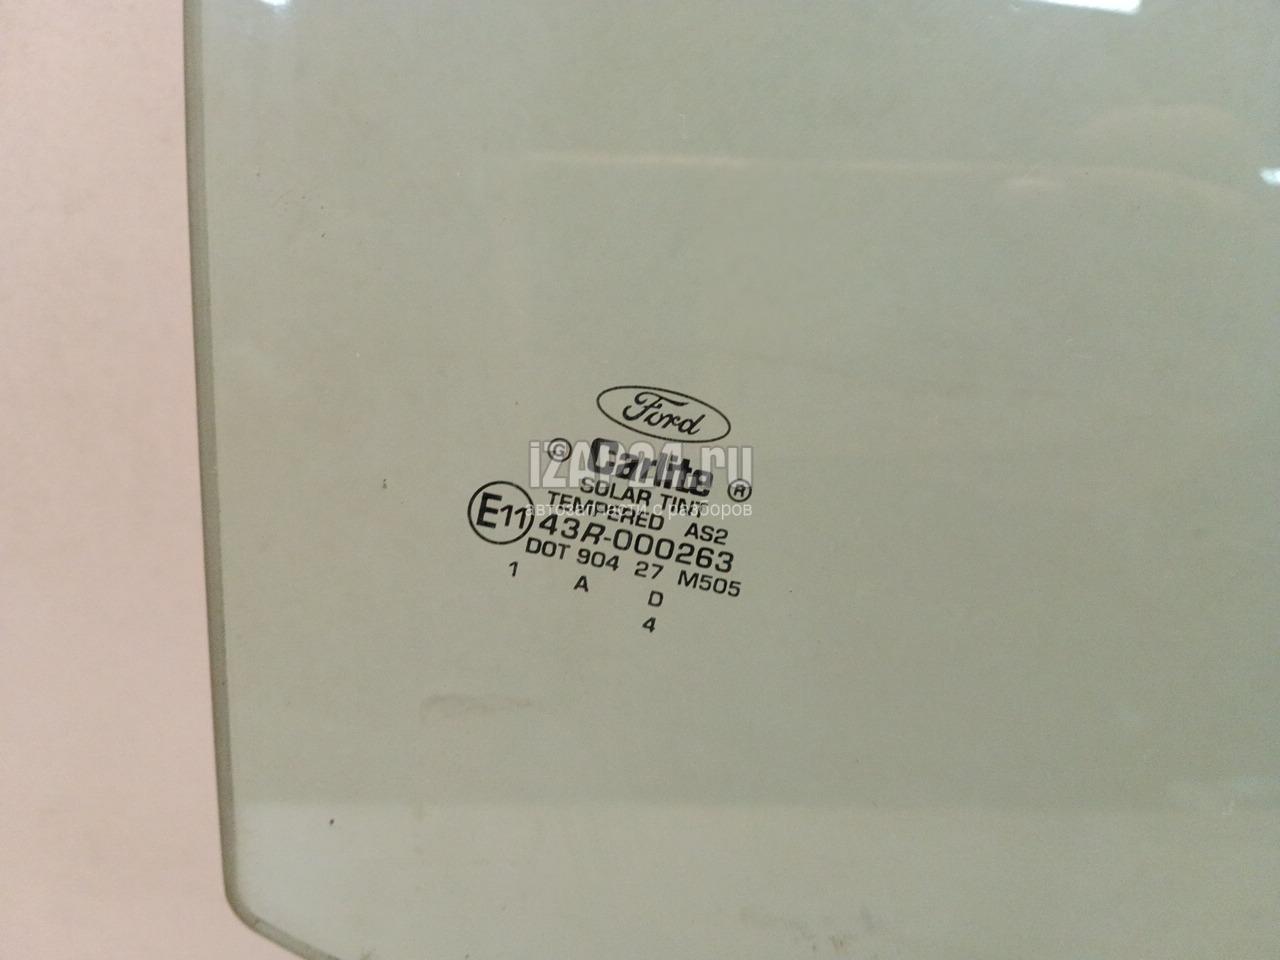 Ford
G Carlite R
SOLAR TINT
TEMPERED AS2
E11 43R-000263
DOT 904 27 M505
1 A D
4
iZAP24.ru
автозапчасти с разборов